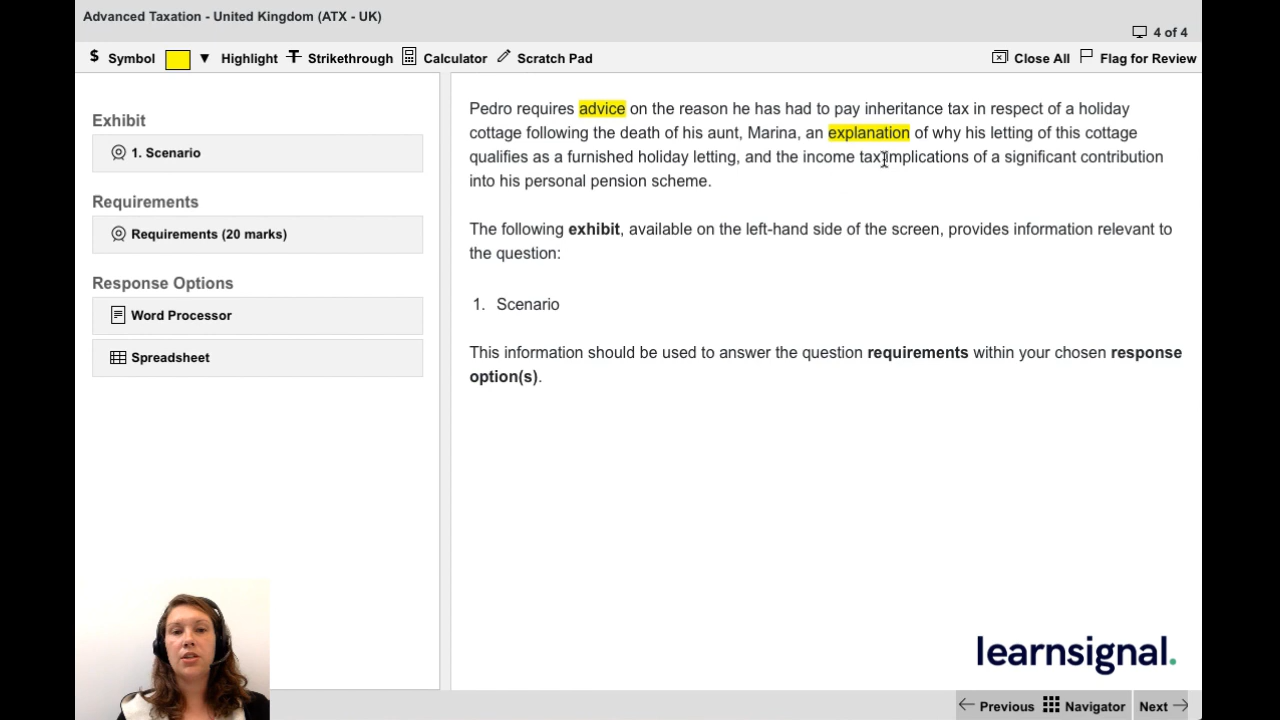 Advanced Taxation - United Kingdom (ATX - UK)
4 of 4
$ Symbol ▼ Highlight Strikethrough Calculator Scratch Pad Close All Flag for Review
Exhibit
1. Scenario
Requirements
Requirements (20 marks)
Response Options
Word Processor
Spreadsheet
Pedro requires advice on the reason he has had to pay inheritance tax in respect of a holiday
cottage following the death of his aunt, Marina, an explanation of why his letting of this cottage
qualifies as a furnished holiday letting, and the income tax implications of a significant contribution
into his personal pension scheme.
The following exhibit, available on the left-hand side of the screen, provides information relevant to
the question:
1. Scenario
This information should be used to answer the question requirements within your chosen response
option(s).
learnsignal.
Previous Navigator Next